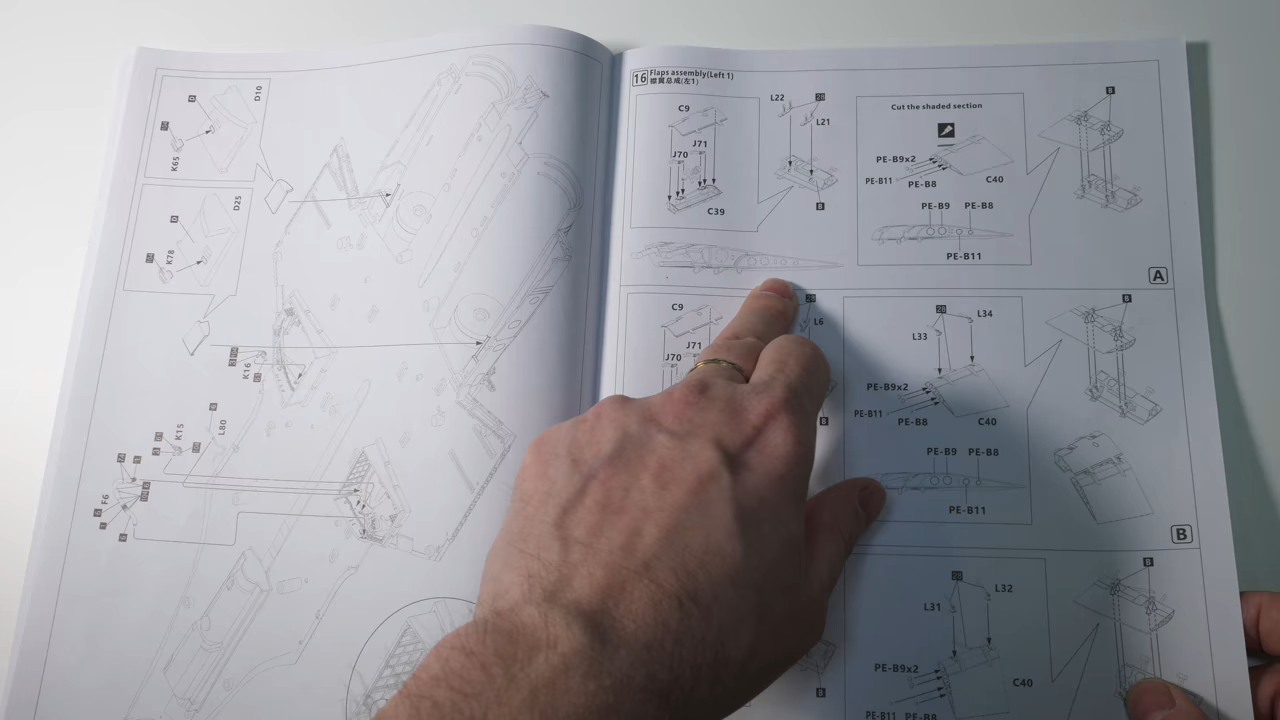 D10
K65
D25
K78
K16
K15
L80
F6
16 Flaps assembly(Left 1)
襟翼总成(左1)
C9
J71
J70
C39
L22
28
L21
B
Cut the shaded section
PE-B9x2
PE-B11
PE-B8
C40
PE-B9
PE-B8
PE-B11
B
A
C9
J71
J70
28
L6
28
L34
L33
PE-B9x2
PE-B11
PE-B8
C40
PE-B9
PE-B8
PE-B11
B
B
28
L32
L31
PE-B9x2
PE-B11
PE-B8
C40
B
B